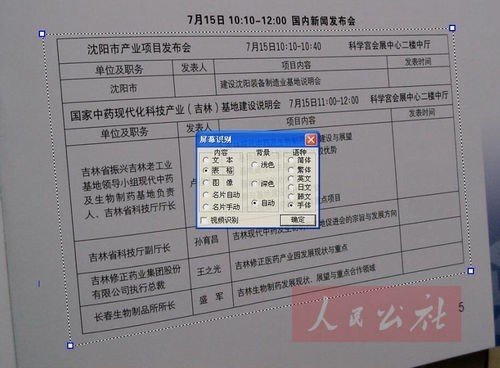 7月15日 10:10-12:00 国内新闻发布会
沈阳市产业项目发布会 7月15日10:10-10:40 科学宫会展中心二楼中厅
单位及职务 发表人 项目内容 发表时间
沈阳市 建设沈阳装备制造业基地说明会
国家中药现代化科技产业(吉林)基地建设说明会 7月15日11:00-12:00 科学宫会展中心二楼中厅
单位及职务 发表人 项目内容 发表时间
屏幕识别
内容 背景 语种
文本 浅色 简体
表格 繁体
图像 深色 英文
名片自动 日文
名片手动 自动 手体
视频识别 确定
建设与展望
优势
吉林省振兴吉林老工业
基地领导小组现代中药
及生物制药基地负责
人、吉林省科技厅厅长
卢
点项目
吉林省科技厅副厅长 孙育昌 吉林现代中药及生物 地促进会的宗旨与发展方向
吉林修正药业集团股份
有限公司执行总裁 王之光 吉林修正医药产业园发展现状与重点
长春生物制品所所长 盛军 吉林生物制药发展现状、展望与重点合作领域
人民公社
5